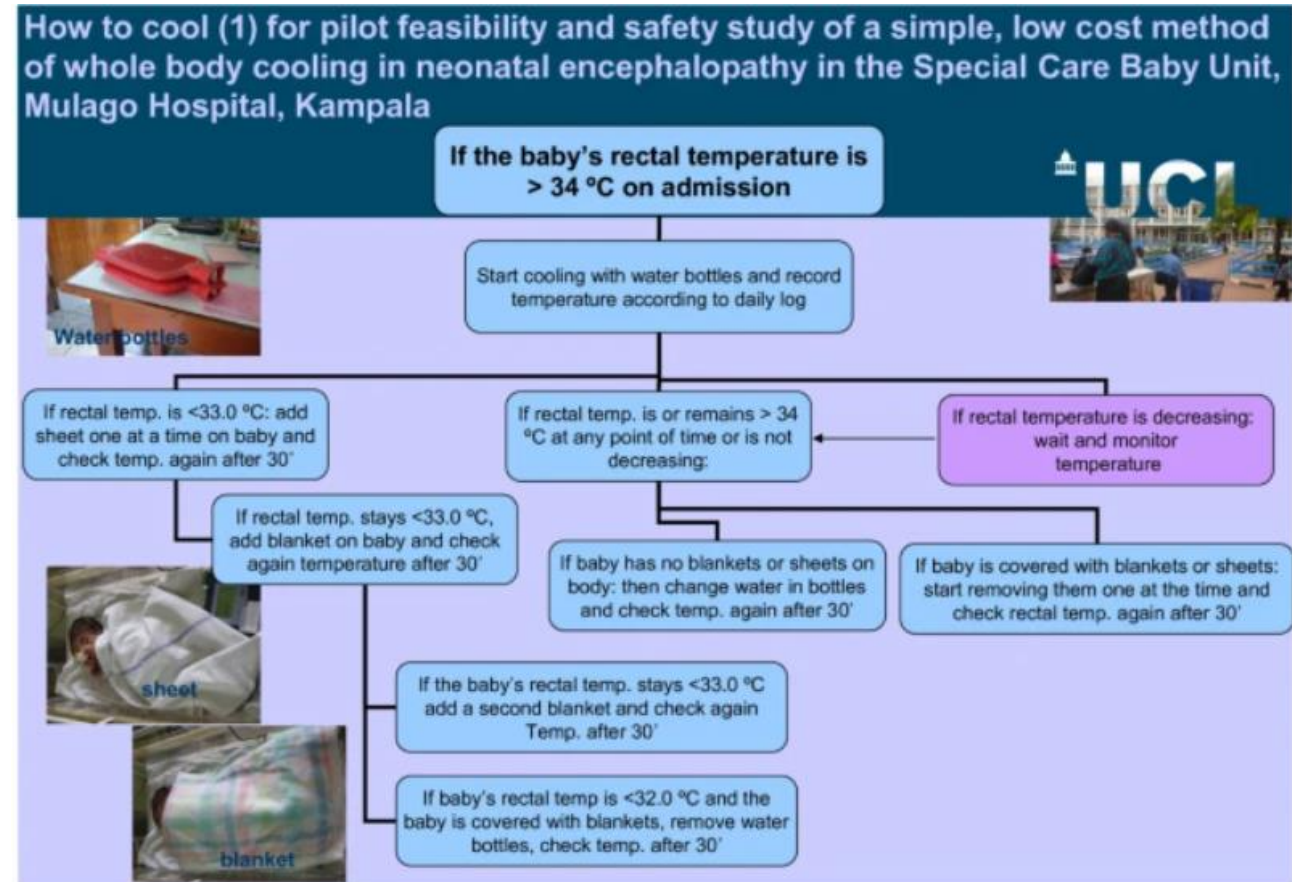 How to cool (1) for pilot feasibility and safety study of a simple, low cost method
of whole body cooling in neonatal encephalopathy in the Special Care Baby Unit,
Mulago Hospital, Kampala
If the baby's rectal temperature is
> 34 ºC on admission
UCL
Start cooling with water bottles and record
temperature according to daily log
Water bottles
If rectal temp. is <33.0 ºC: add
sheet one at a time on baby and
check temp. again after 30'
If rectal temp. is or remains > 34
ºC at any point of time or is not
decreasing:
If rectal temperature is decreasing:
wait and monitor
temperature
If rectal temp. stays <33.0 ºC,
add blanket on baby and check
again temperature after 30'
If baby has no blankets or sheets on
body: then change water in bottles
and check temp. again after 30'
If baby is covered with blankets or sheets:
start removing them one at the time and
check rectal temp. again after 30'
sheet
If the baby's rectal temp. stays <33.0 ºC
add a second blanket and check again
Temp. after 30'
If baby's rectal temp is <32.0 ºC and the
baby is covered with blankets, remove water
bottles, check temp. after 30'
blanket